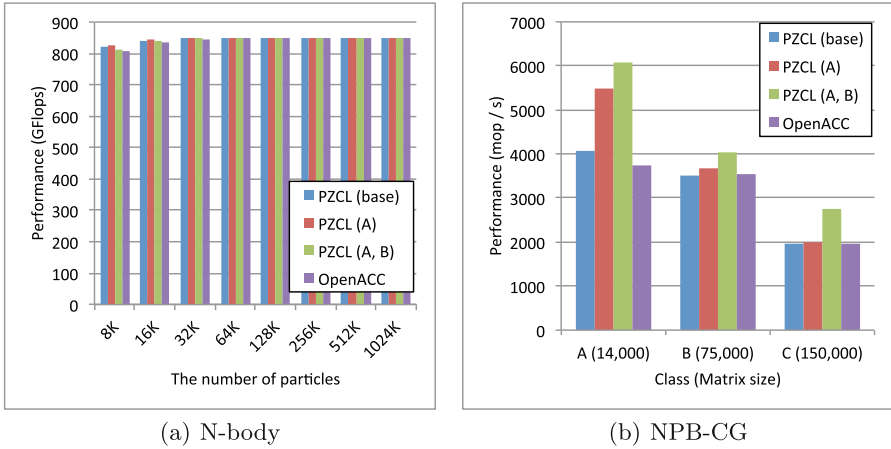 900
800
700
600
500
400
300
200
100
0
Performance (GFlops)
PZCL (base)
PZCL (A)
PZCL (A, B)
OpenACC
8K
16K
32K
64K
128K
256K
512K
1024K
The number of particles
(a) N-body
7000
6000
5000
4000
3000
2000
1000
0
Performance (mop / s)
PZCL (base)
PZCL (A)
PZCL (A, B)
OpenACC
A (14,000)
B (75,000)
C (150,000)
Class (Matrix size)
(b) NPB-CG